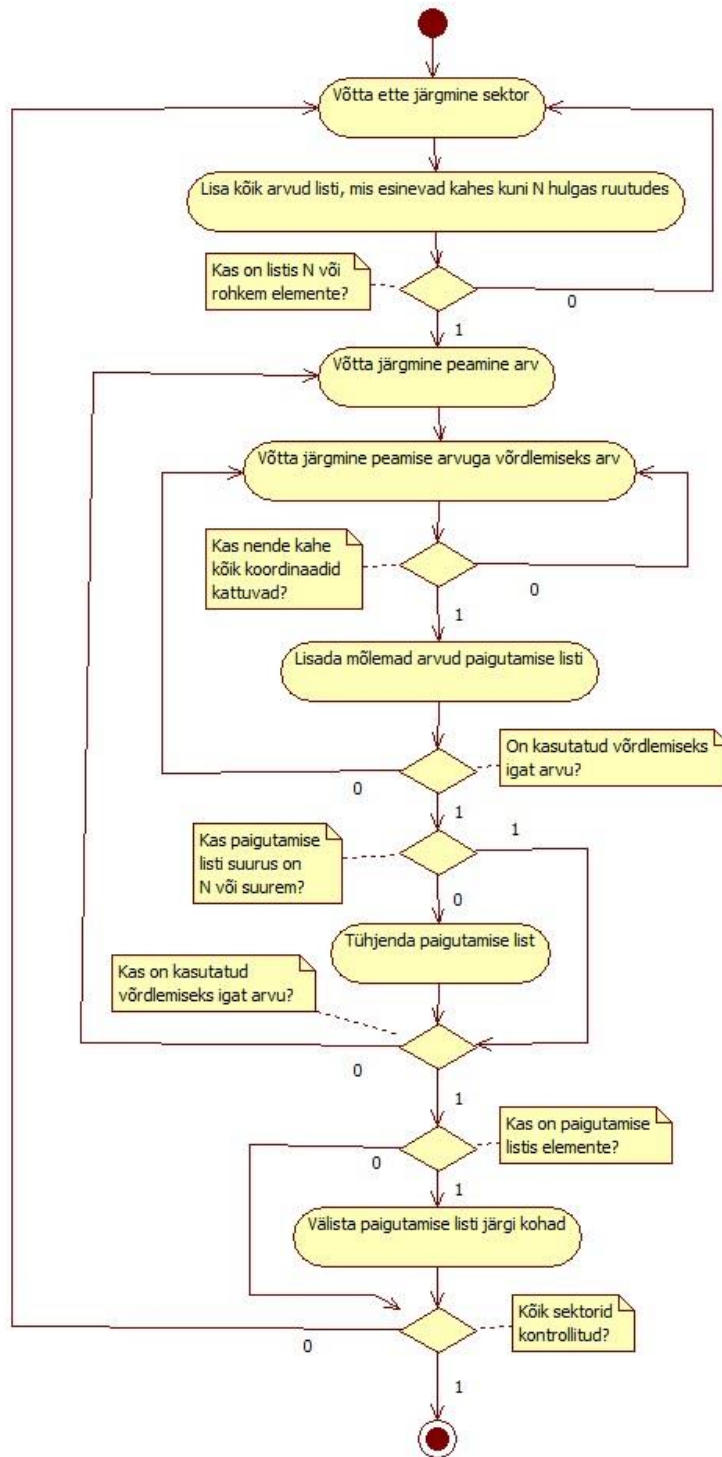 Võtta ette järgmine sektor
Lisa kõik arvud listi, mis esinevad kahes kuni N hulgas ruutudes
Kas on listis N või
rohkem elemente?
0
1
Võtta järgmine peamine arv
Võtta järgmine peamise arvuga võrdlemiseks arv
Kas nende kahe
kõik koordinaadid
kattuvad?
0
1
Lisada mõlemad arvud paigutamise listi
On kasutatud võrdlemiseks
igat arvu?
0
1
Kas paigutamise
listi suurus on
N või suurem?
1
0
Tühjenda paigutamise list
Kas on kasutatud
võrdlemiseks igat arvu?
0
1
Kas on paigutamise
listis elemente?
0
1
Välista paigutamise listi järgi kohad
Kõik sektorid
kontrollitud?
0
1